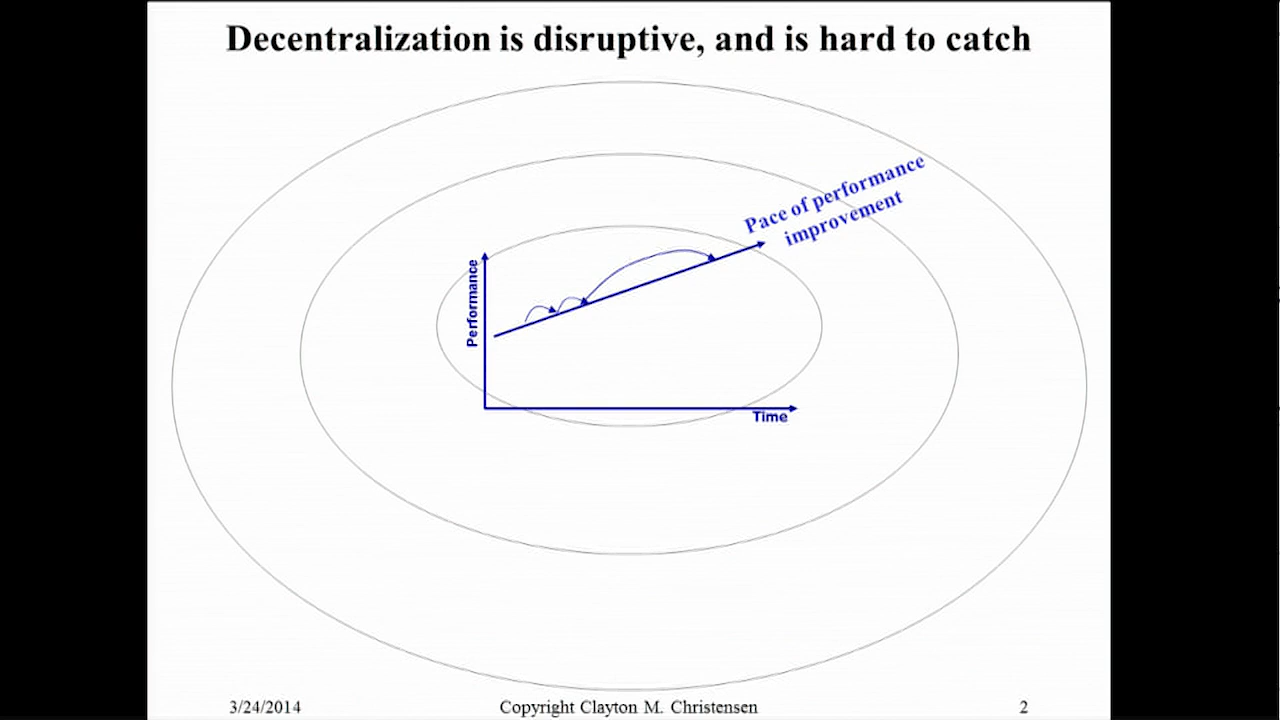 Decentralization is disruptive, and is hard to catch
Pace of performance
improvement
Performance
Time
3/24/2014
Copyright Clayton M. Christensen
2